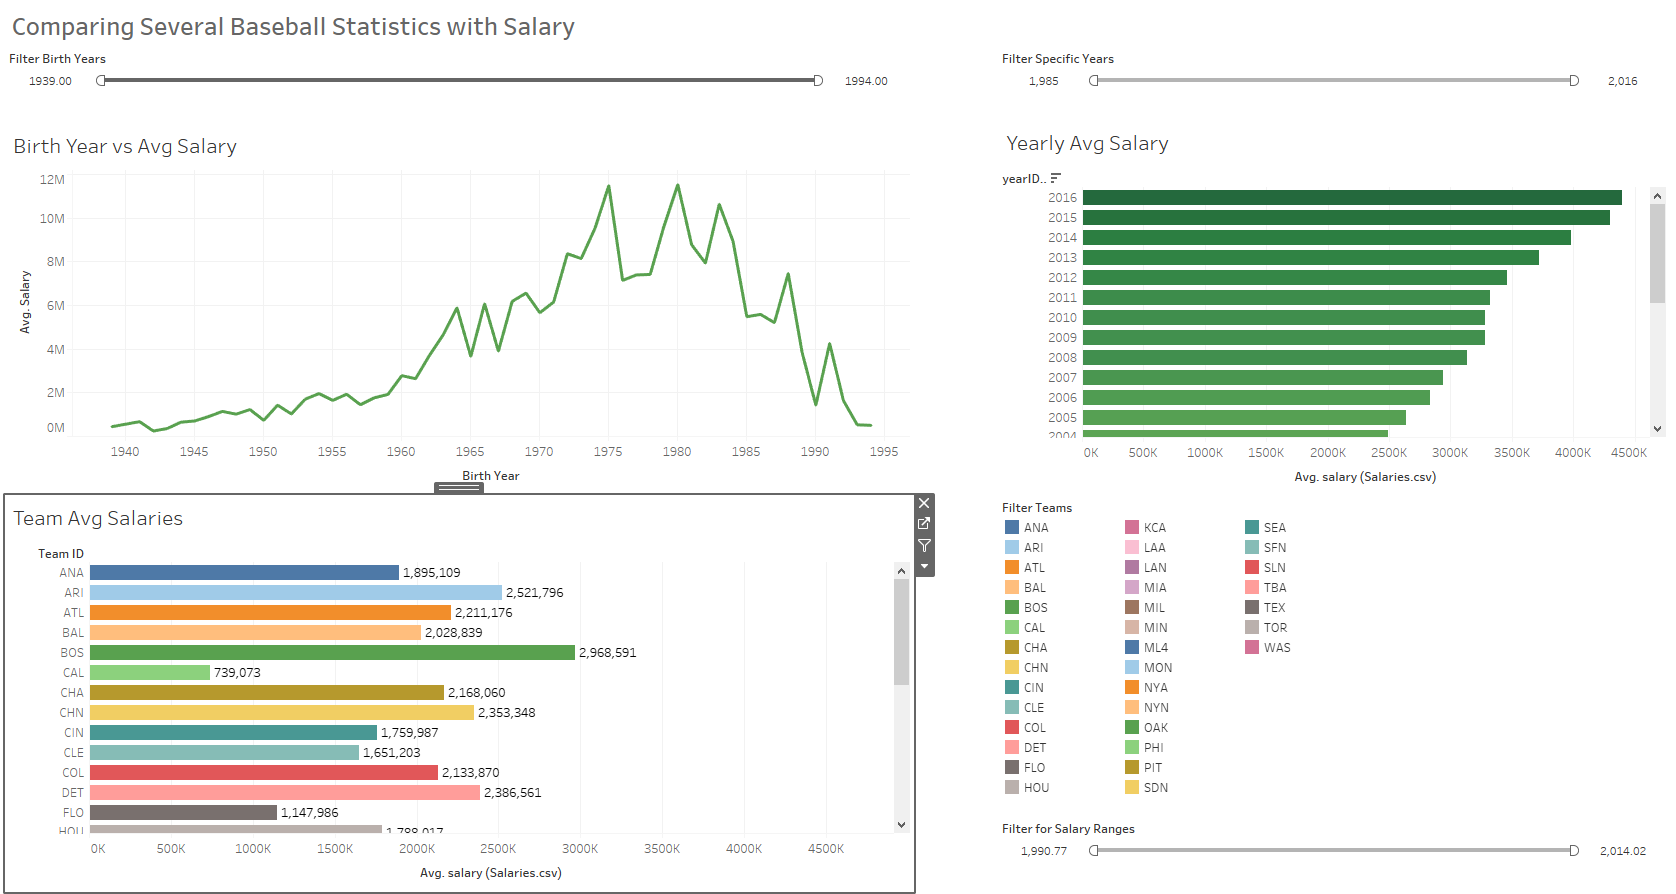 Comparing Several Baseball Statistics with Salary
Filter Birth Years
1939.00
1994.00
Filter Specific Years
1,985
2,016
Birth Year vs Avg Salary
12M
10M
8M
6M
4M
2M
0M
Avg. Salary
1940 1945 1950 1955 1960 1965 1970 1975 1980 1985 1990 1995
Birth Year
Yearly Avg Salary
yearID..
2016
2015
2014
2013
2012
2011
2010
2009
2008
2007
2006
2005
2004
0K 500K 1000K 1500K 2000K 2500K 3000K 3500K 4000K 4500K
Avg. salary (Salaries.csv)
Team Avg Salaries
Team ID
ANA 1,895,109
ARI 2,521,796
ATL 2,211,176
BAL 2,028,839
BOS 2,968,591
CAL 739,073
CHA 2,168,060
CHN 2,353,348
CIN 1,759,987
CLE 1,651,203
COL 2,133,870
DET 2,386,561
FLO 1,147,986
HOU 1,788,017
0K 500K 1000K 1500K 2000K 2500K 3000K 3500K 4000K 4500K
Avg. salary (Salaries.csv)
Filter Teams
ANA KCA SEA
ARI LAA SFN
ATL LAN SLN
BAL MIA TBA
BOS MIL TEX
CAL MIN TOR
CHA ML4 WAS
CHN MON
CIN NYA
CLE NYN
COL OAK
DET PHI
FLO PIT
HOU SDN
Filter for Salary Ranges
1,990.77
2,014.02